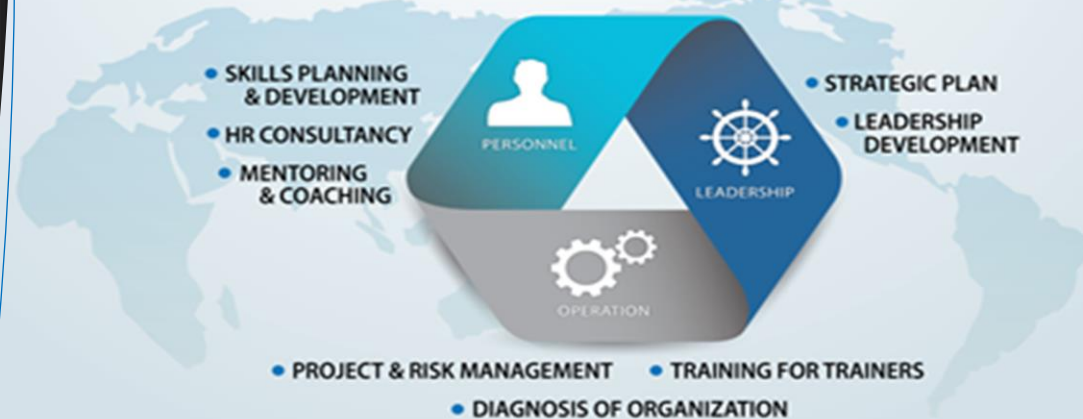 SKILLS PLANNING
& DEVELOPMENT
HR CONSULTANCY
MENTORING
& COACHING
PERSONNEL
LEADERSHIP
STRATEGIC PLAN
LEADERSHIP
DEVELOPMENT
OPERATION
PROJECT & RISK MANAGEMENT
TRAINING FOR TRAINERS
DIAGNOSIS OF ORGANIZATION